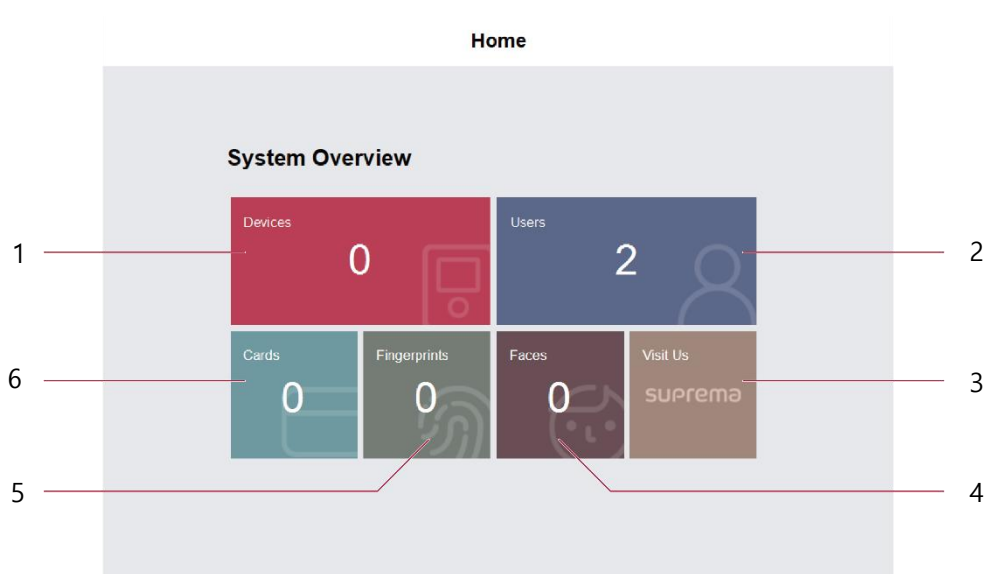 Home
System Overview
Devices
0
Users
2
1
2
Cards
0
Fingerprints
0
Faces
0
Visit Us
suprema
6
3
5
4